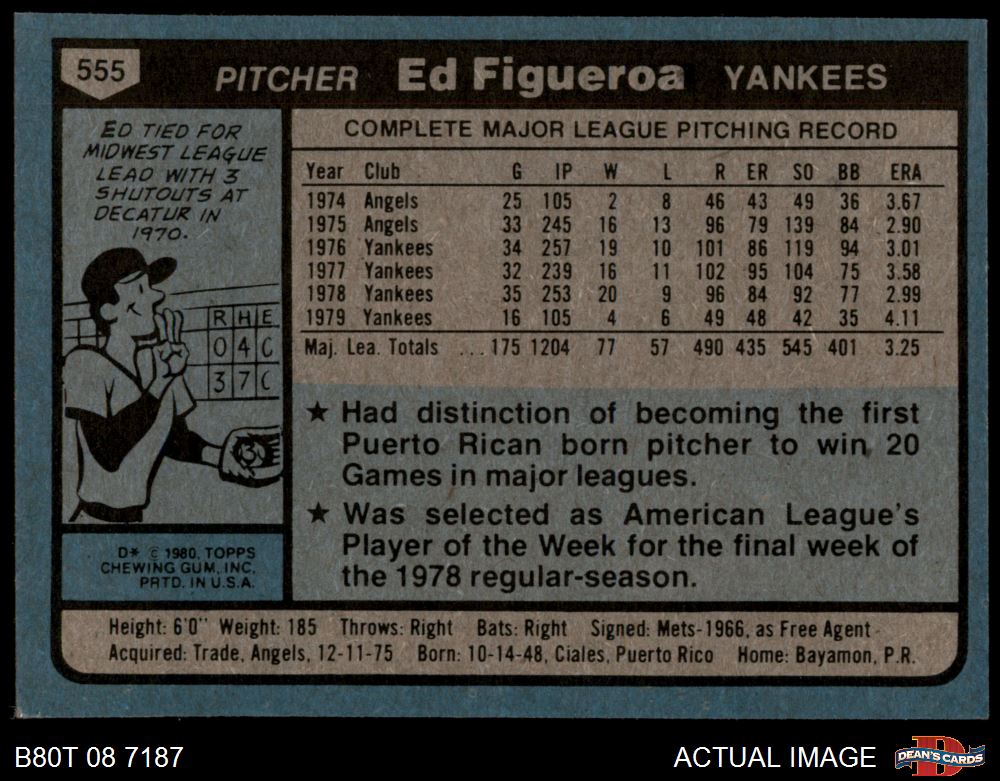 555 PITCHER Ed Figueroa YANKEES
ED TIED FOR
MIDWEST LEAGUE
LEAD WITH 3
SHUTOUTS AT
DECATUR IN
1970.
R H E
0 4 C
3 7 C
3
D* © 1980, TOPPS
CHEWING GUM, INC.
PRTD. IN U.S.A.
COMPLETE MAJOR LEAGUE PITCHING RECORD
Year Club G IP W L R ER SO BB ERA
1974 Angels 25 105 2 8 46 43 49 36 3.67
1975 Angels 33 245 16 13 96 79 139 84 2.90
1976 Yankees 34 257 19 10 101 86 119 94 3.01
1977 Yankees 32 239 16 11 102 95 104 75 3.58
1978 Yankees 35 253 20 9 96 84 92 77 2.99
1979 Yankees 16 105 4 6 49 48 42 35 4.11
Maj. Lea. Totals ... 175 1204 77 57 490 435 545 401 3.25
★ Had distinction of becoming the first
Puerto Rican born pitcher to win 20
Games in major leagues.
★ Was selected as American League's
Player of the Week for the final week of
the 1978 regular-season.
Height: 6'0" Weight: 185 Throws: Right Bats: Right Signed: Mets-1966, as Free Agent
Acquired: Trade, Angels, 12-11-75 Born: 10-14-48, Ciales, Puerto Rico Home: Bayamon, P.R.
B80T 08 7187 ACTUAL IMAGE D
DEAN'S CARDS